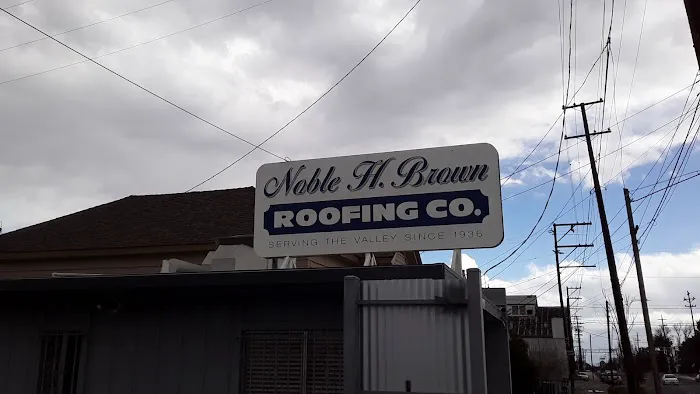 Noble H. Brown
ROOFING CO.
SERVING THE VALLEY SINCE 1936